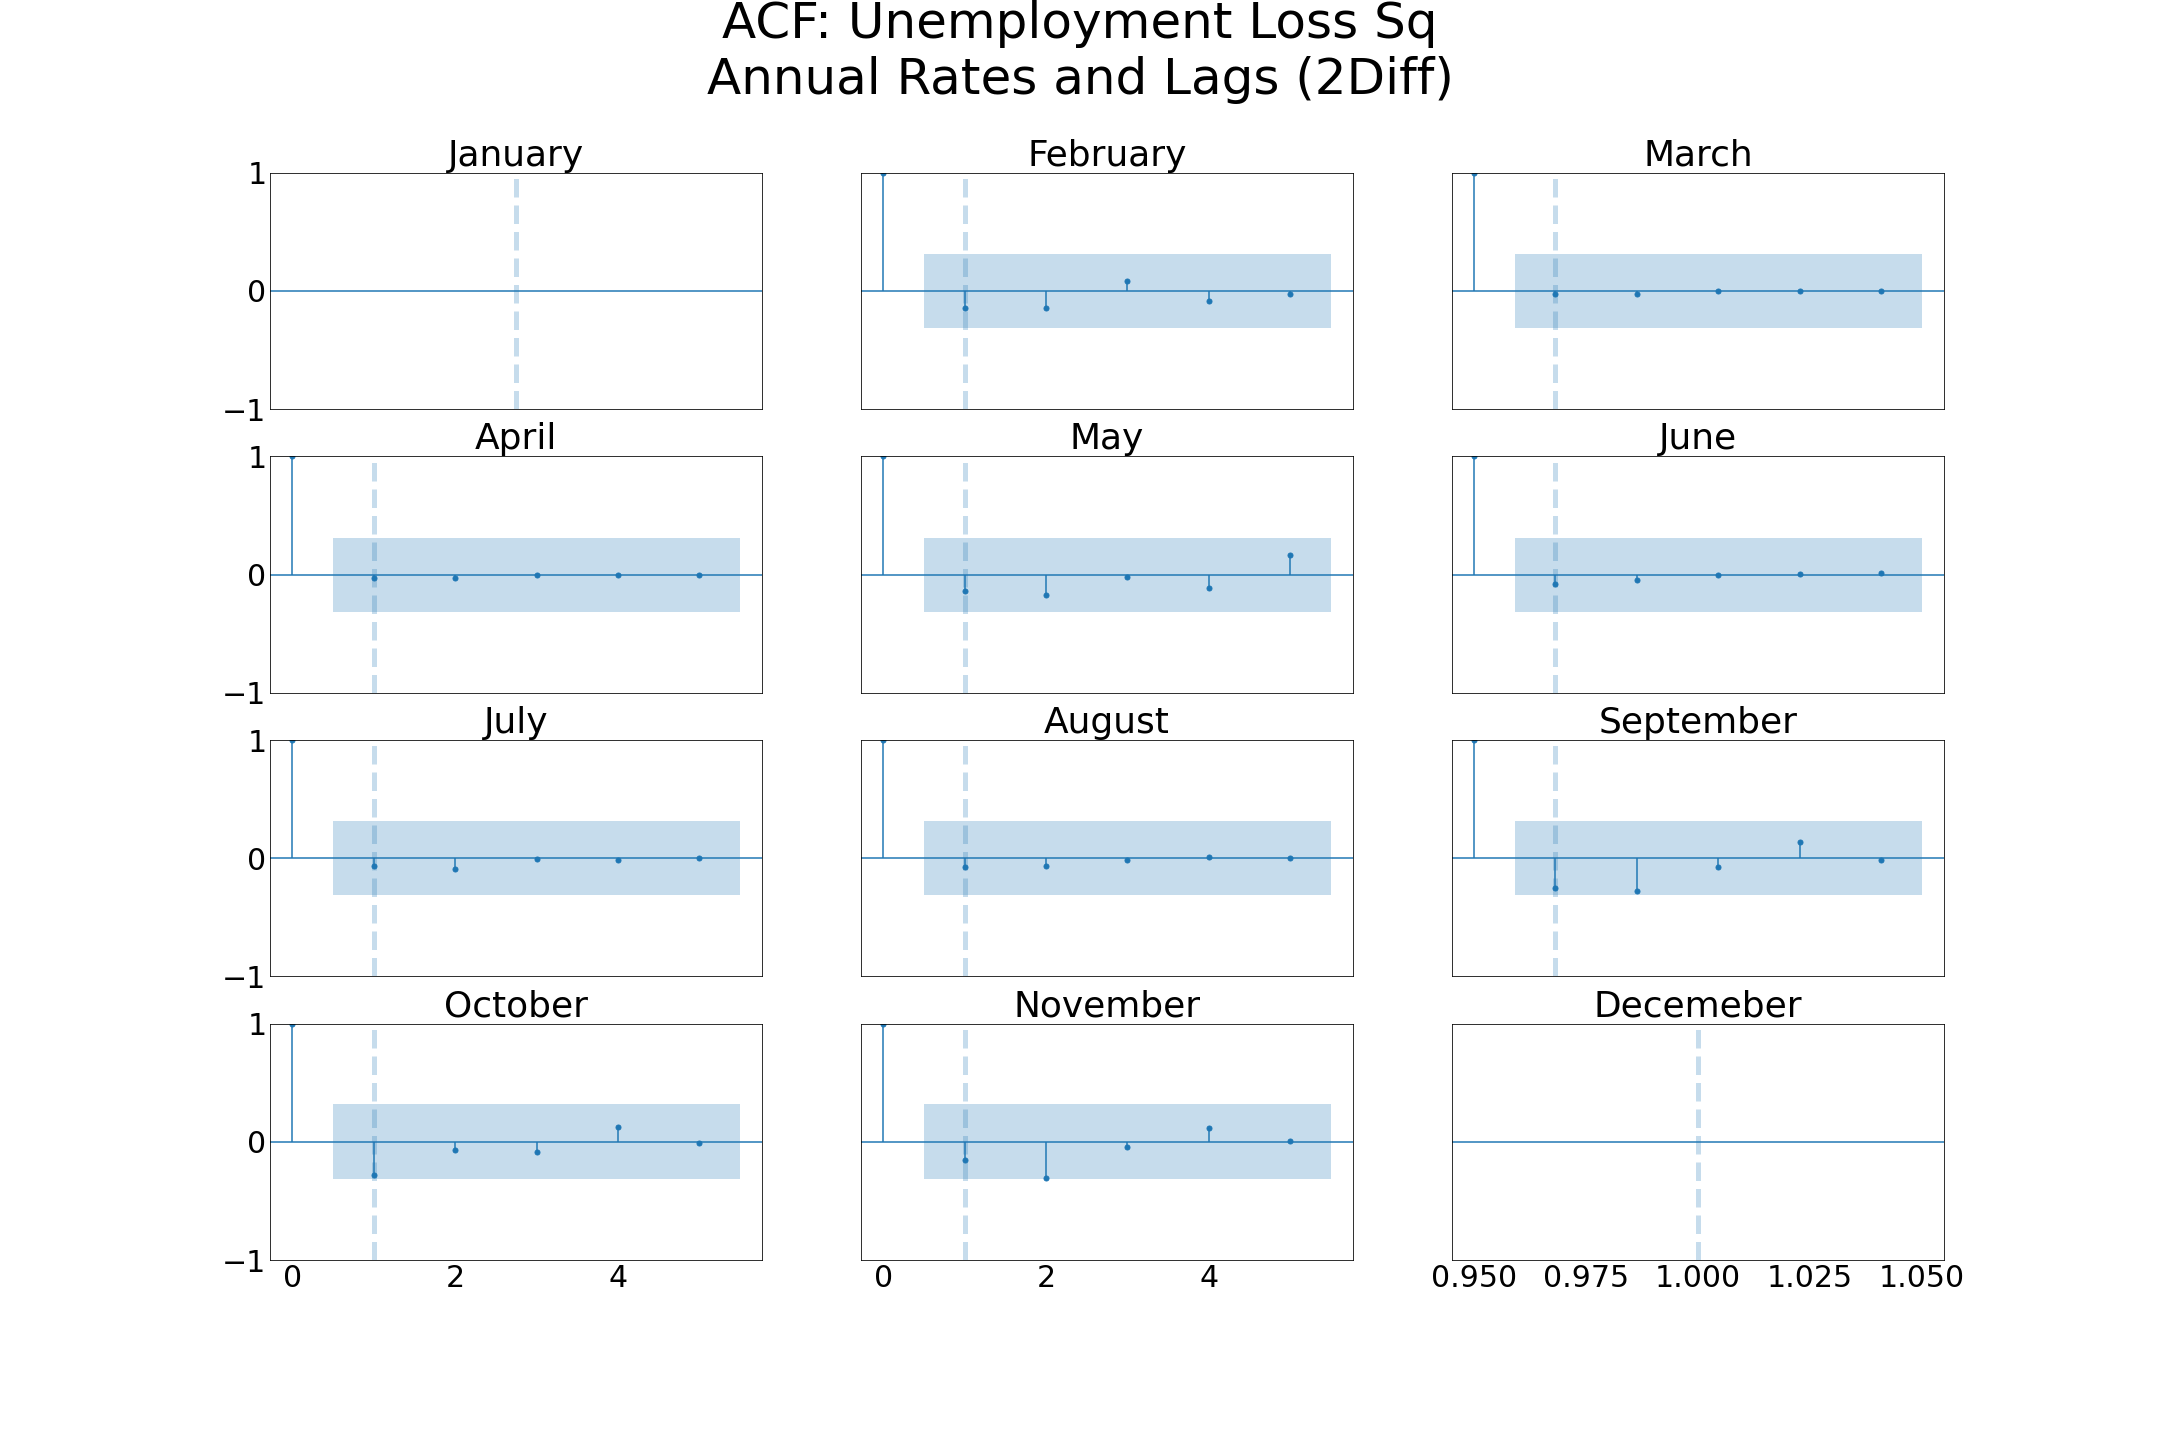 ACF: Unemployment Loss Sq
Annual Rates and Lags (2Diff)
January
February
March
1
0
−1
April
May
June
1
0
−1
July
August
September
1
0
−1
October
November
Decemeber
1
0
−1
0 2 4
0 2 4
0.950 0.975 1.000 1.025 1.050